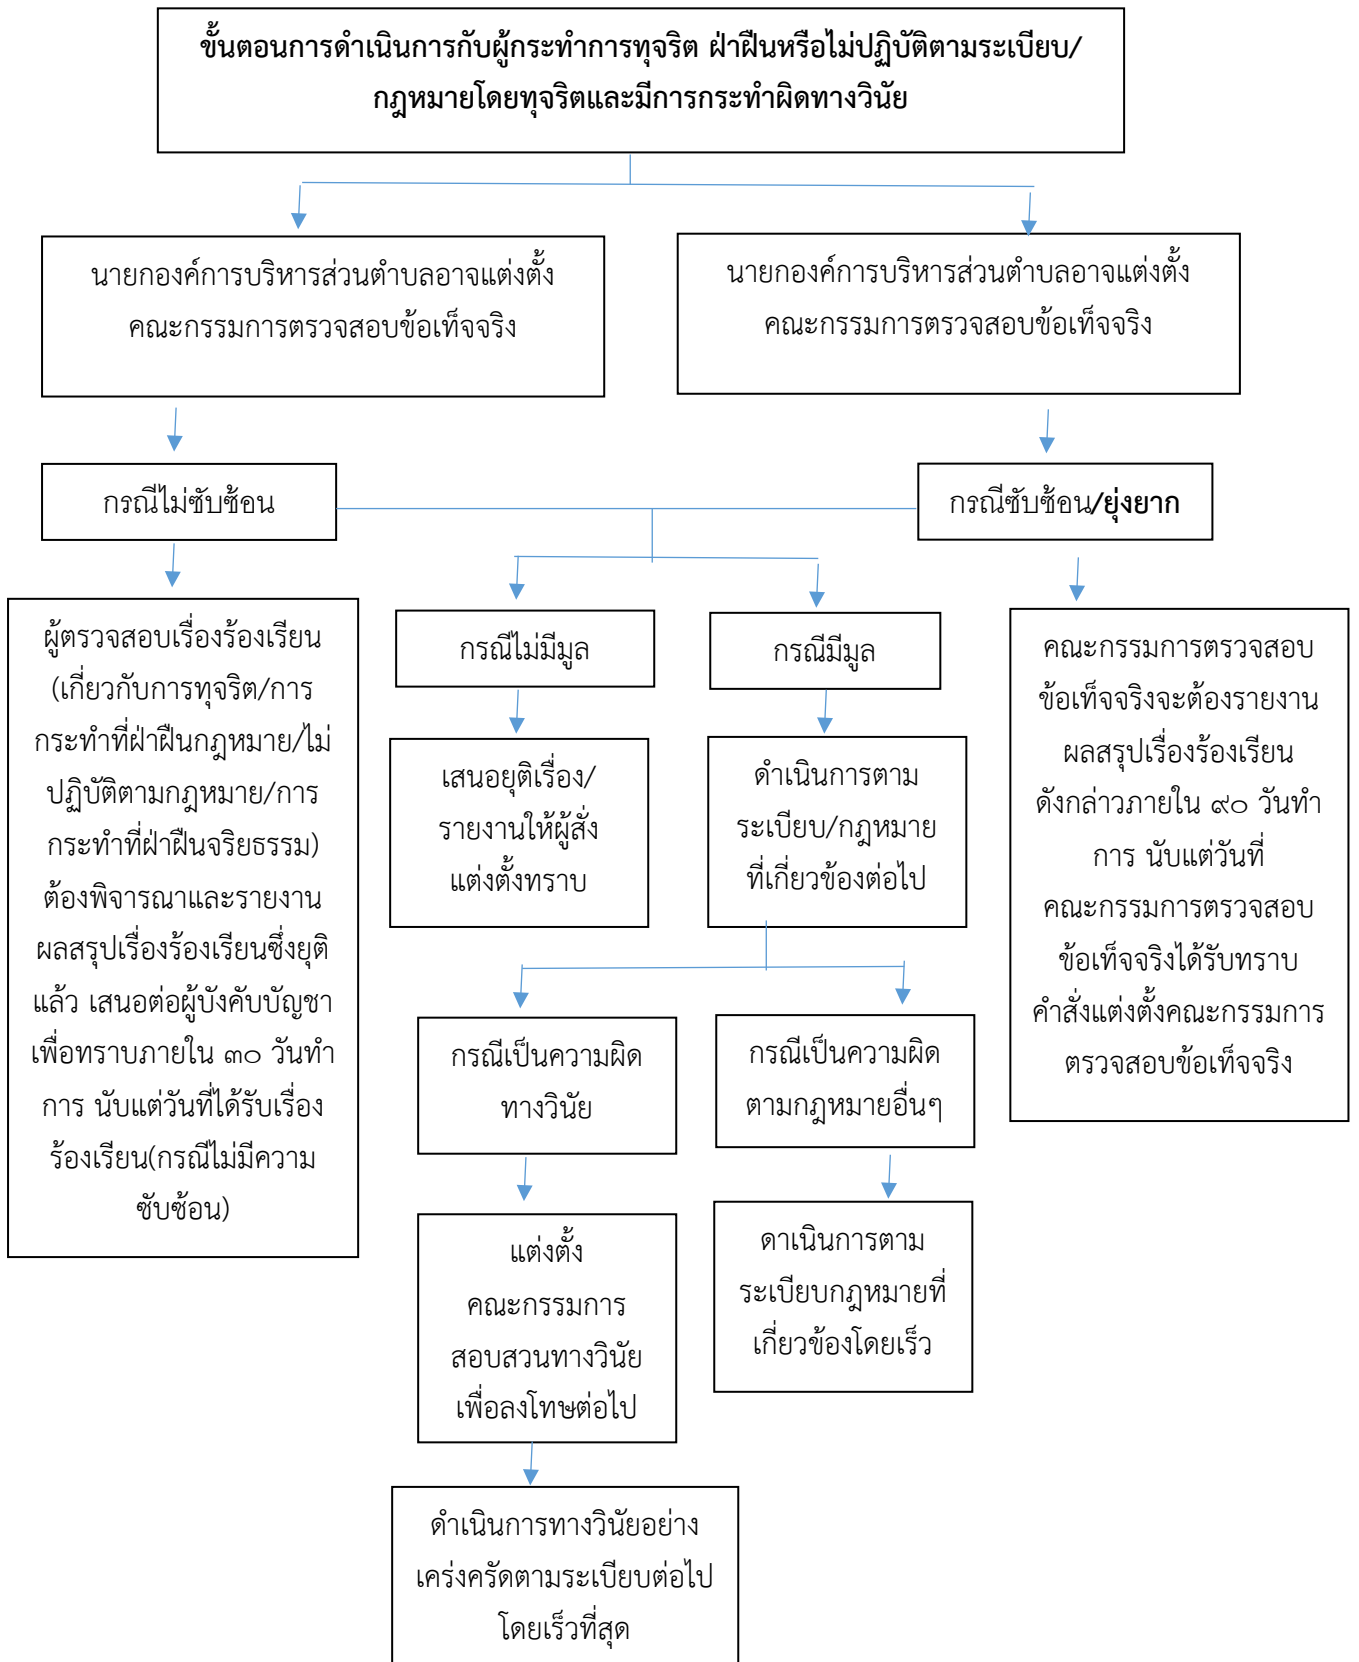 ขั้นตอนการดำเนินการกับผู้กระทำการทุจริต ฝ่าฝืนหรือไม่ปฏิบัติตามระเบียบ/
กฎหมายโดยทุจริตและมีการกระทำผิดทางวินัย
นายกองค์การบริหารส่วนตำบลอาจแต่งตั้ง
คณะกรรมการตรวจสอบข้อเท็จจริง
นายกองค์การบริหารส่วนตำบลอาจแต่งตั้ง
คณะกรรมการตรวจสอบข้อเท็จจริง
กรณีไม่ซับซ้อน
กรณีซับซ้อน/ยุ่งยาก
ผู้ตรวจสอบเรื่องร้องเรียน
(เกี่ยวกับการทุจริต/การ
กระทำที่ฝ่าฝืนกฎหมาย/ไม่
ปฏิบัติตามกฎหมาย/การ
กระทำที่ฝ่าฝืนจริยธรรม)
ต้องพิจารณาและรายงาน
ผลสรุปเรื่องร้องเรียนซึ่งยุติ
แล้ว เสนอต่อผู้บังคับบัญชา
เพื่อทราบภายใน ๓๐ วันทำ
การ นับแต่วันที่ได้รับเรื่อง
ร้องเรียน(กรณีไม่มีความ
ซับซ้อน)
กรณีไม่มีมูล
กรณีมีมูล
เสนอยุติเรื่อง/
รายงานให้ผู้สั่ง
แต่งตั้งทราบ
ดำเนินการตาม
ระเบียบ/กฎหมาย
ที่เกี่ยวข้องต่อไป
คณะกรรมการตรวจสอบ
ข้อเท็จจริงจะต้องรายงาน
ผลสรุปเรื่องร้องเรียน
ดังกล่าวภายใน ๙๐ วันทำ
การ นับแต่วันที่
คณะกรรมการตรวจสอบ
ข้อเท็จจริงได้รับทราบ
คำสั่งแต่งตั้งคณะกรรมการ
ตรวจสอบข้อเท็จจริง
กรณีเป็นความผิด
ทางวินัย
กรณีเป็นความผิด
ตามกฎหมายอื่นๆ
แต่งตั้ง
คณะกรรมการ
สอบสวนทางวินัย
เพื่อลงโทษต่อไป
ดาเนินการตาม
ระเบียบกฎหมายที่
เกี่ยวข้องโดยเร็ว
ดำเนินการทางวินัยอย่าง
เคร่งครัดตามระเบียบต่อไป
โดยเร็วที่สุด